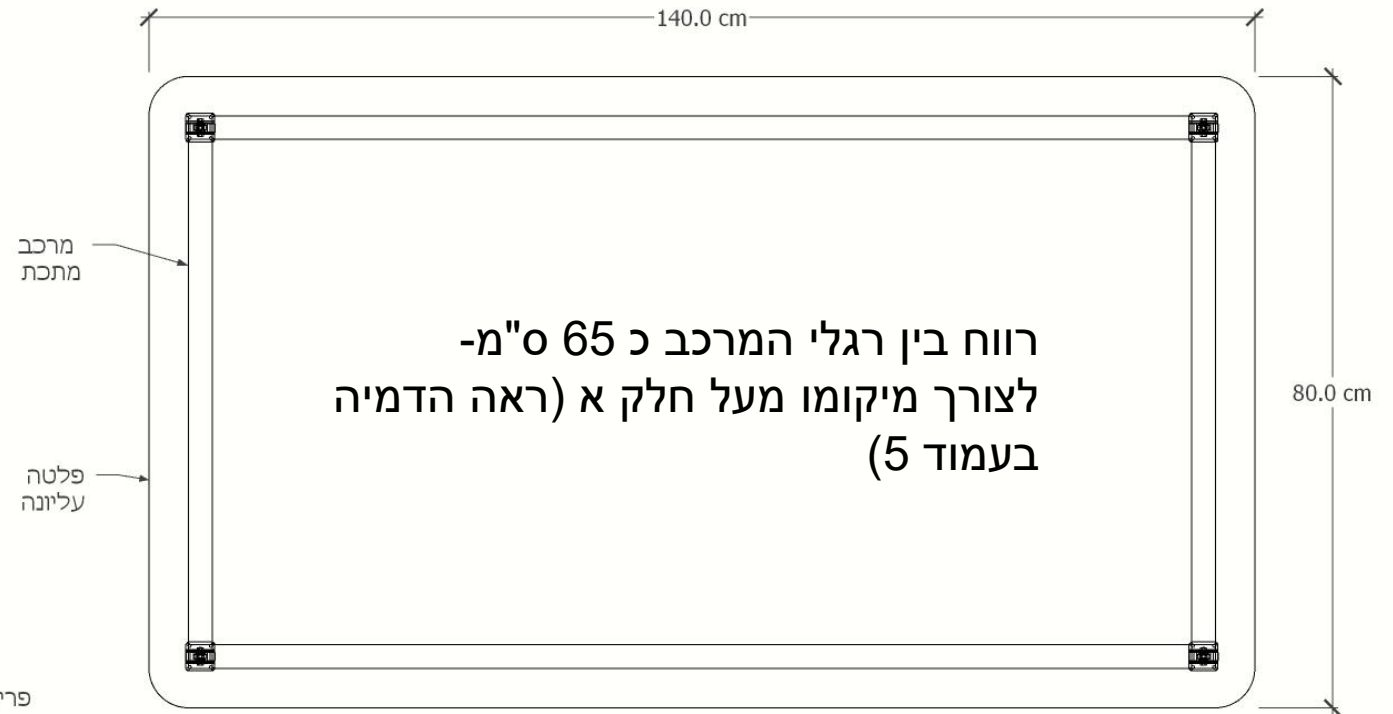 140.0 cm
מרכב
מתכת
רווח בין רגלי המרכב כ 65 ס"מ-
לצורך מיקומו מעל חלק א (ראה הדמיה
בעמוד 5)
80.0 cm
פלטה
עליונה